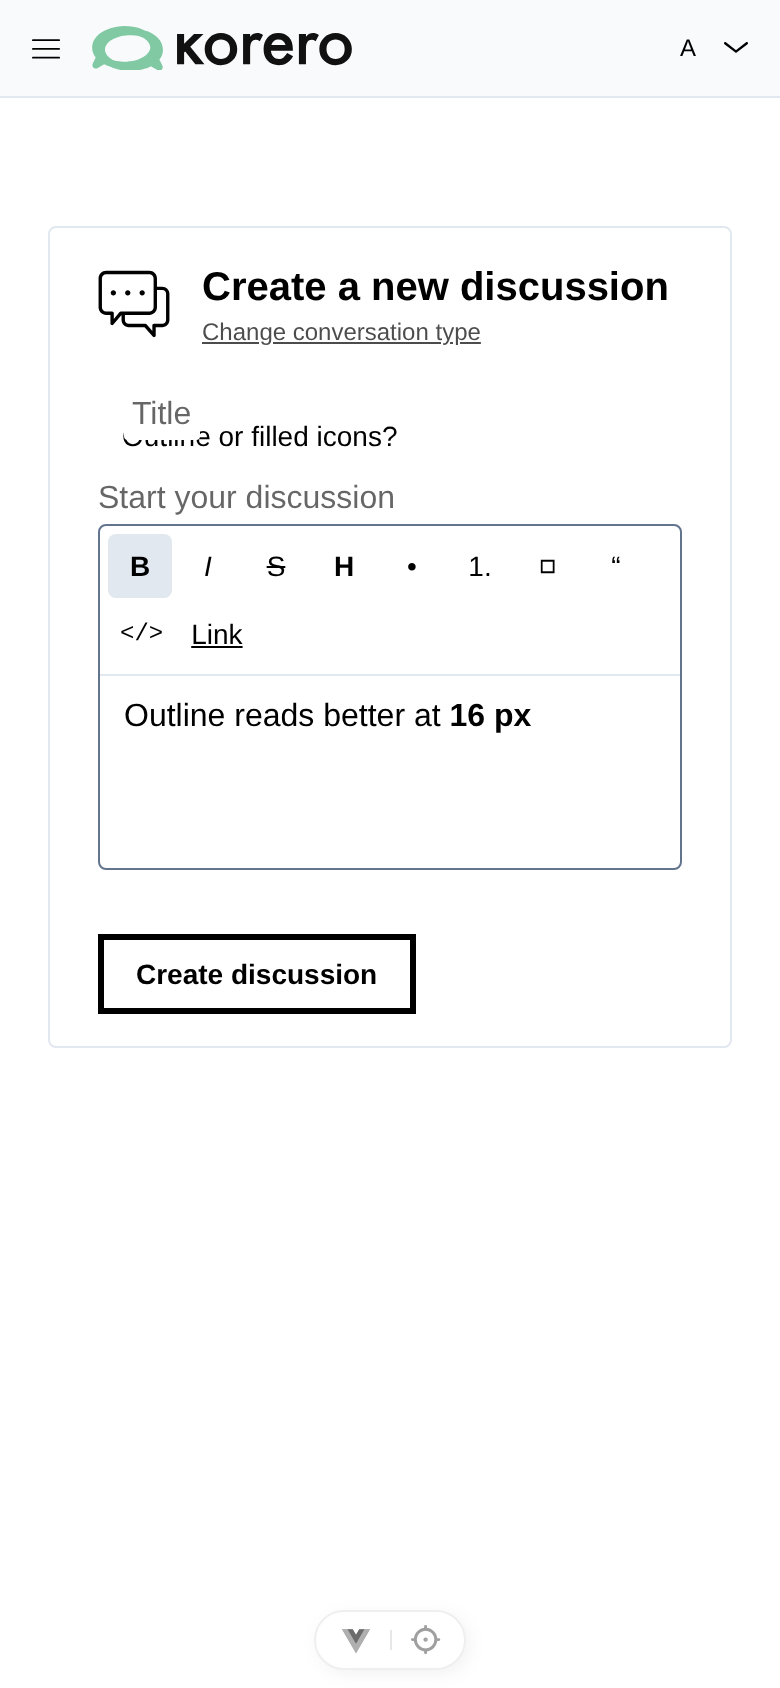 korero
A
Create a new discussion
Change conversation type
Title
Outline or filled icons?
Start your discussion
B I S H • 1. “
</> Link
Outline reads better at 16 px
Create discussion